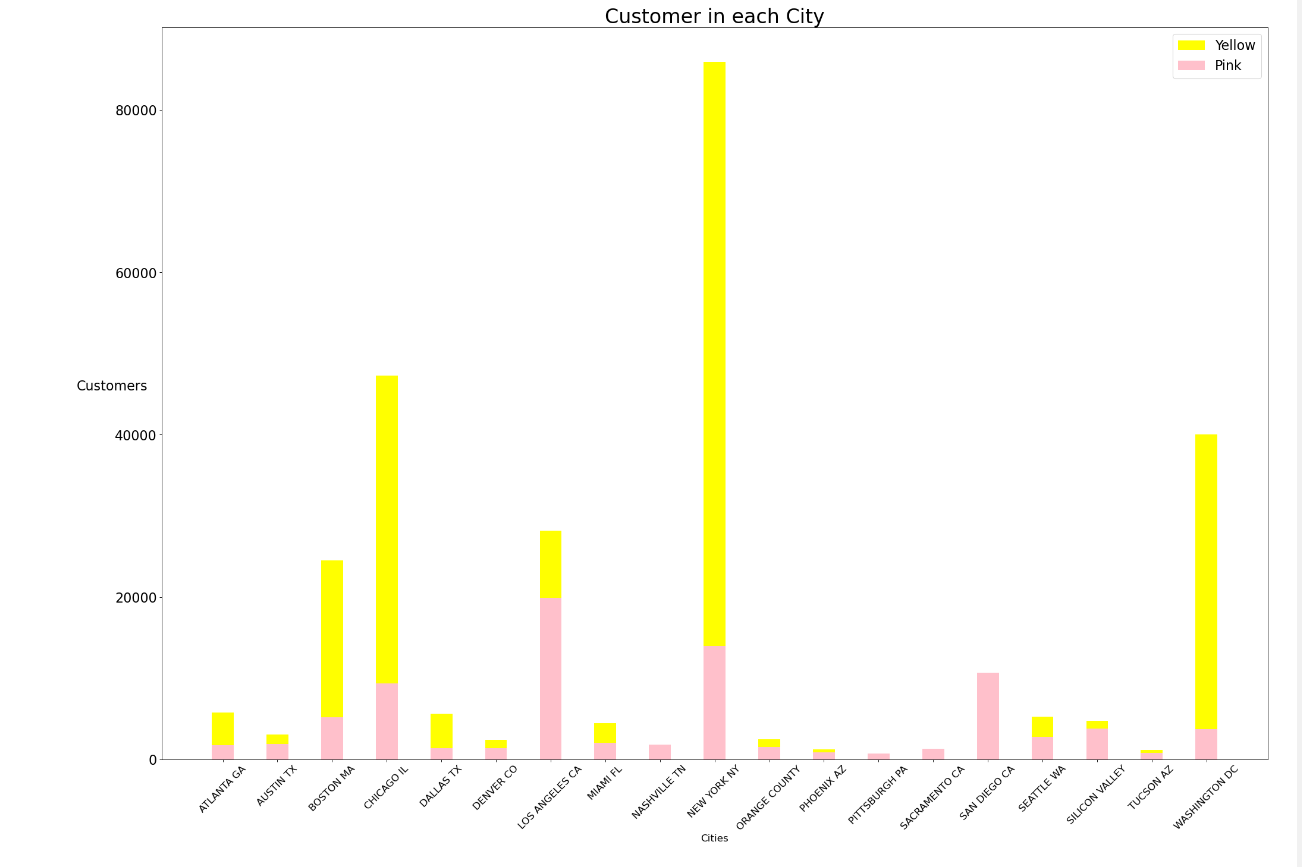 Customer in each City
Yellow
Pink
80000
60000
Customers
40000
20000
0
ATLANTA GA
AUSTIN TX
BOSTON MA
CHICAGO IL
DALLAS TX
DENVER CO
LOS ANGELES CA
MIAMI FL
NASHVILLE TN
NEW YORK NY
ORANGE COUNTY
PHOENIX AZ
PITTSBURGH PA
SACRAMENTO CA
SAN DIEGO CA
SEATTLE WA
SILICON VALLEY
TUCSON AZ
WASHINGTON DC
Cities